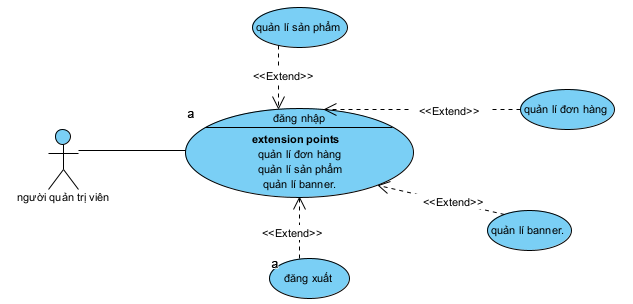 quản lí sản phẩm
<<Extend>>
a
đăng nhập
<<Extend>>
quản lí đơn hàng
extension points
quản lí đơn hàng
quản lí sản phẩm
quản lí banner.
người quản trị viên
<<Extend>>
quản lí banner.
<<Extend>>
a
đăng xuất